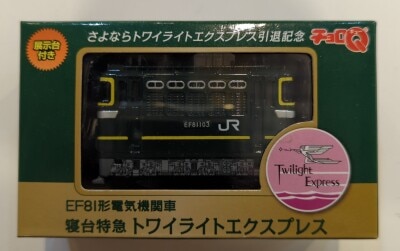 さよならトワイライトエクスプレス引退記念
チョロQ
展示台
付き
EF81103
JR
Twilight
Express
EF81形電気機関車
寝台特急 トワイライトエクスプレス